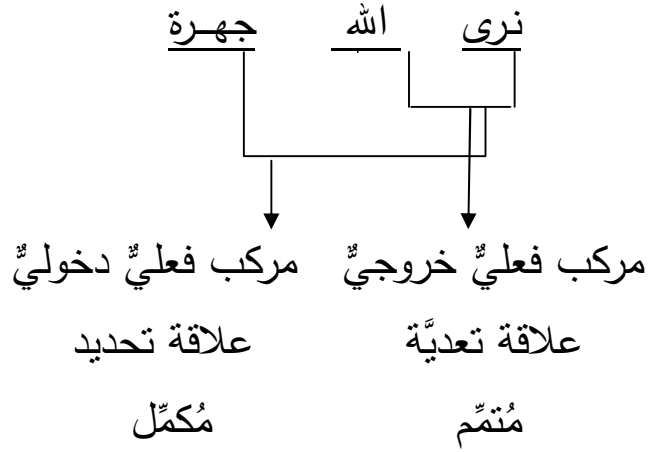 نرى الله جهـرة
مركب فعليٌّ خروجيٌّ مركب فعليٌّ دخوليٌّ
علاقة تعديَّة علاقة تحديد
مُتمِّم مُكمِّل